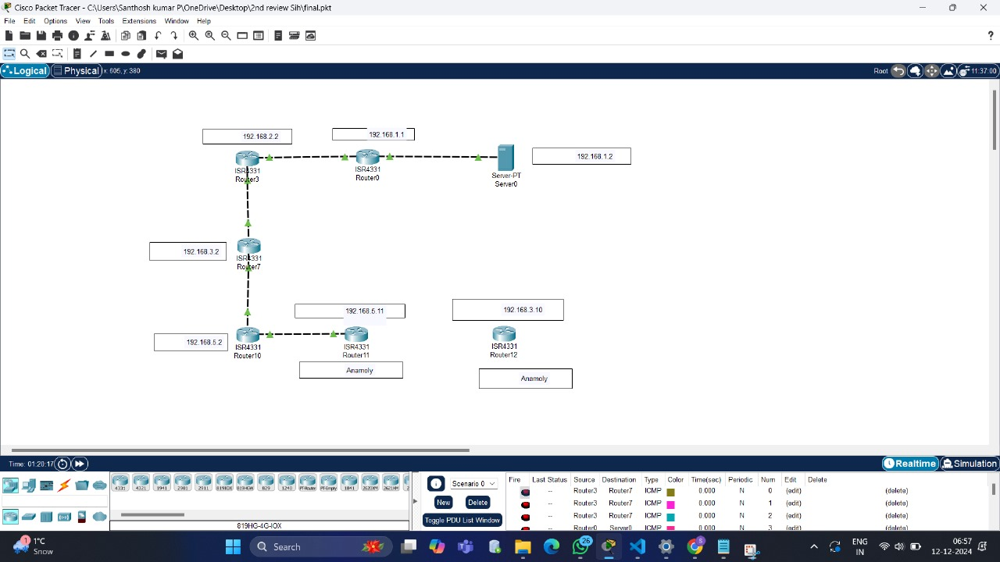 Cisco Packet Tracer - C:\Users\Santhosh kumar P\OneDrive\Desktop\2nd review Sih\final.pkt
File Edit Options View Tools Extensions Window Help
?
Logical Physical x: 605, y: 380 Root 11:37:00
192.168.2.2
192.168.1.1
192.168.1.2
ISR4331
Router3
ISR4331
Router0
Server-PT
Server0
192.168.3.2
ISR4331
Router7
192.168.5.11
192.168.3.10
192.168.5.2
ISR4331
Router10
ISR4331
Router11
ISR4331
Router12
Anamoly
Anamoly
Time: 01:20:17 Realtime Simulation
4331 4321 1941 2901 2911 819IOX 819HGW 829 1240 PT-Router PT-Empty 1841 2620XM 2621XM
819HG-4G-IOX
Scenario 0
New Delete
Toggle PDU List Window
Fire Last Status Source Destination Type Color Time(sec) Periodic Num Edit Delete
-- Router3 Router7 ICMP 0.000 N 0 (edit) (delete)
-- Router3 Router7 ICMP 0.000 N 1 (edit) (delete)
-- Router3 Router7 ICMP 0.000 N 2 (edit) (delete)
-- Router0 Server0 ICMP 0.000 N 3 (edit) (delete)
1
1°C
Snow
Search
26
S
ENG
IN
06:57
12-12-2024